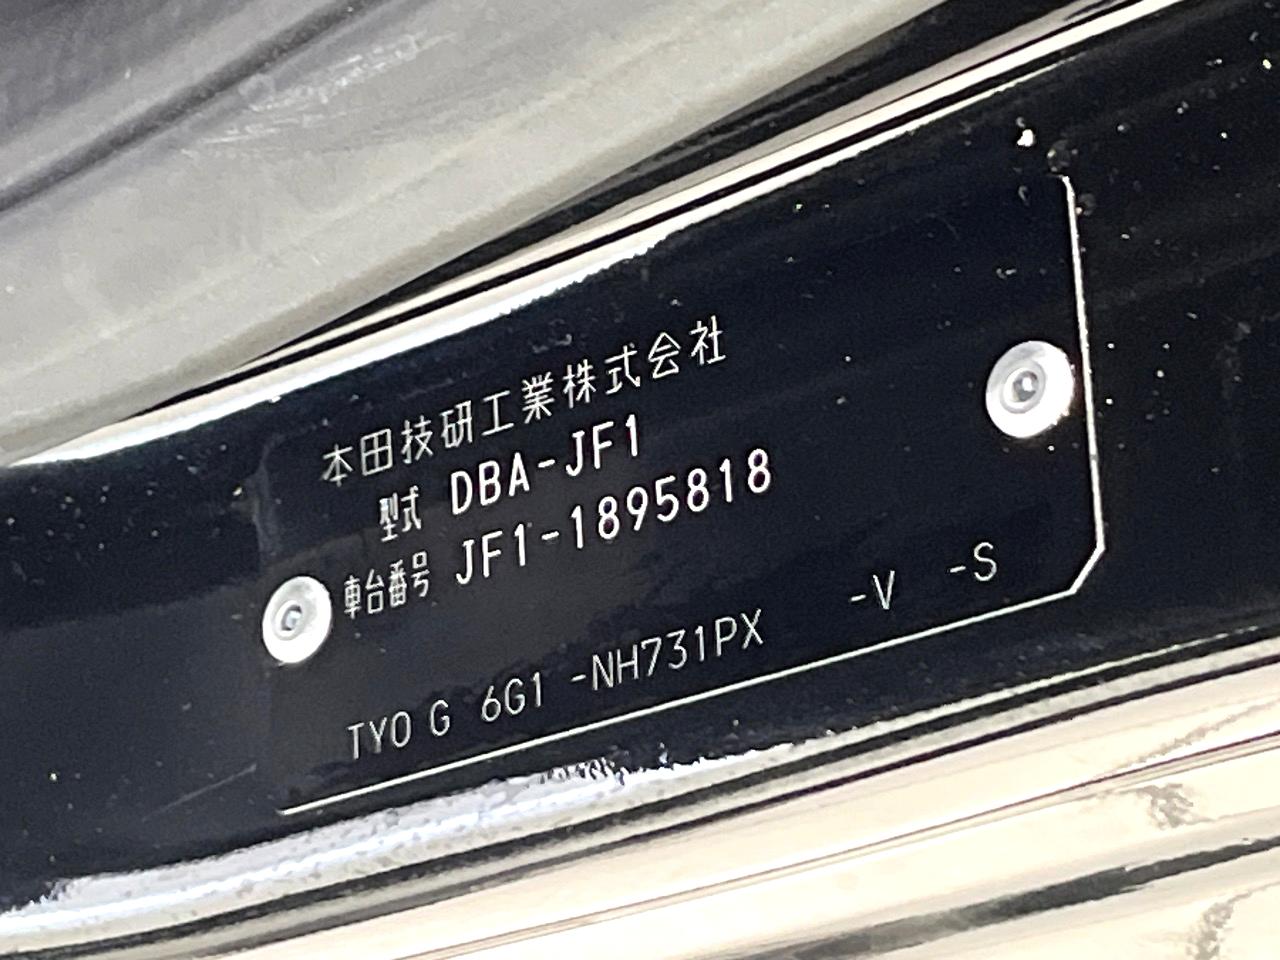 本田技研工業株式会社
型式 DBA-JF1
車台番号 JF1-1895818
TYO G 6G1 -NH731PX -V -S